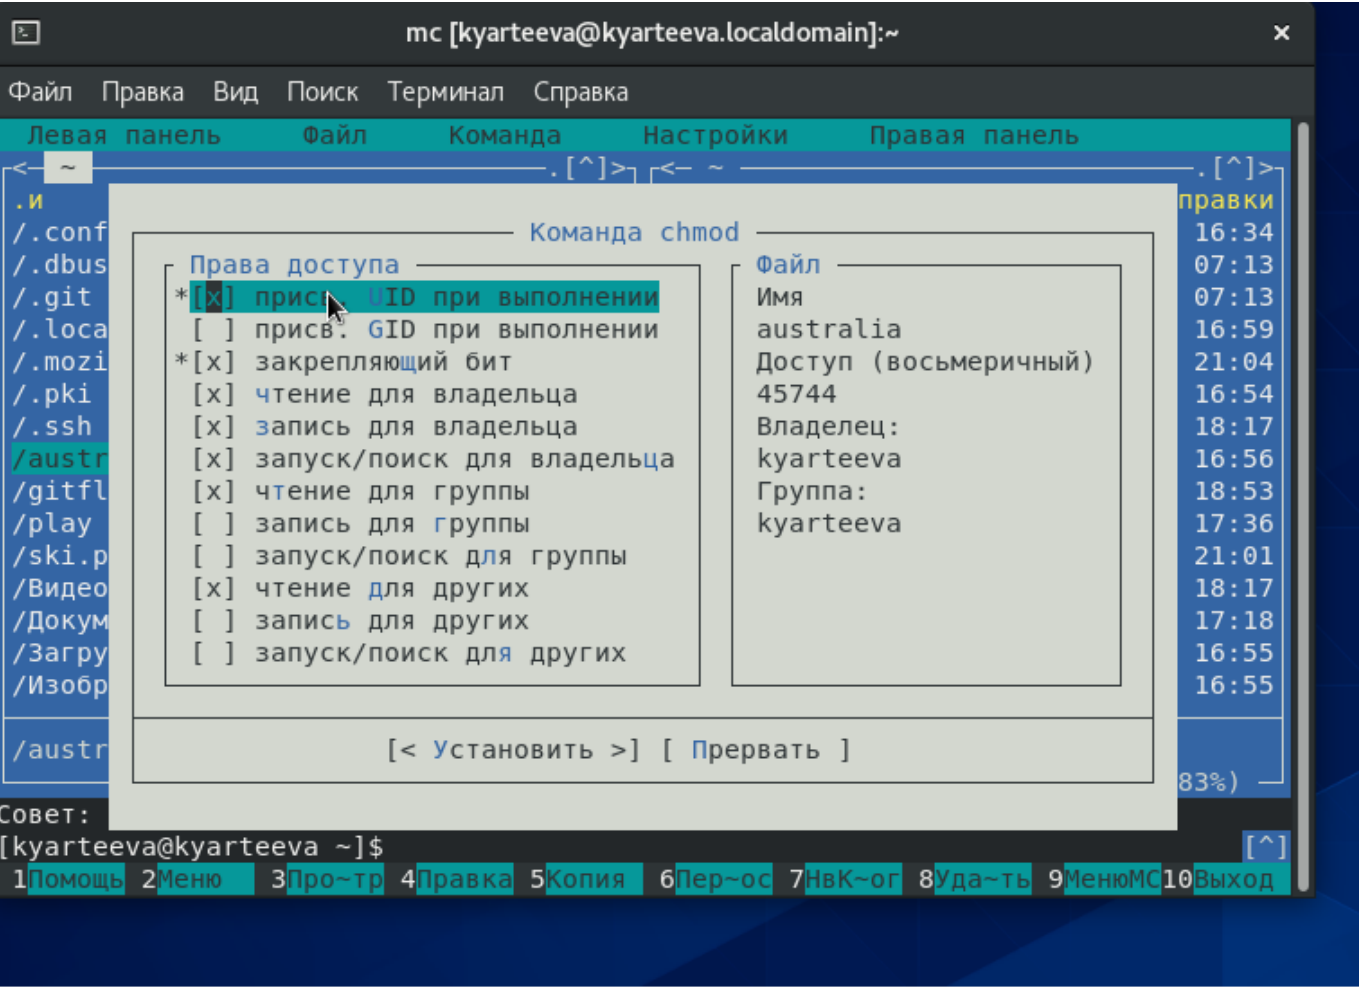 mc [kyarteeva@kyarteeva.localdomain]:~ ×
Файл Правка Вид Поиск Терминал Справка
Левая панель Файл Команда Настройки Правая панель
<─ ~ .[^]> <─ ~ .[^]>
.и правки
/.conf 16:34
/.dbus 07:13
/.git 07:13
/.loca 16:59
/.mozi 21:04
/.pki 16:54
/.ssh 18:17
/austr 16:56
/gitfl 18:53
/play 17:36
/ski.p 21:01
/Видео 18:17
/Докум 17:18
/Загру 16:55
/Изобр 16:55
/austr
83%)
Команда chmod
Права доступа
*[x] присв. UID при выполнении
[ ] присв. GID при выполнении
*[x] закрепляющий бит
[x] чтение для владельца
[x] запись для владельца
[x] запуск/поиск для владельца
[x] чтение для группы
[ ] запись для группы
[ ] запуск/поиск для группы
[x] чтение для других
[ ] запись для других
[ ] запуск/поиск для других
Файл
Имя
australia
Доступ (восьмеричный)
45744
Владелец:
kyarteeva
Группа:
kyarteeva
[< Установить >] [ Прервать ]
Совет:
[kyarteeva@kyarteeva ~]$ [^]
1Помощь 2Меню 3Про~тр 4Правка 5Копия 6Пер~ос 7НвК~ог 8Уда~ть 9МенюМС 10Выход